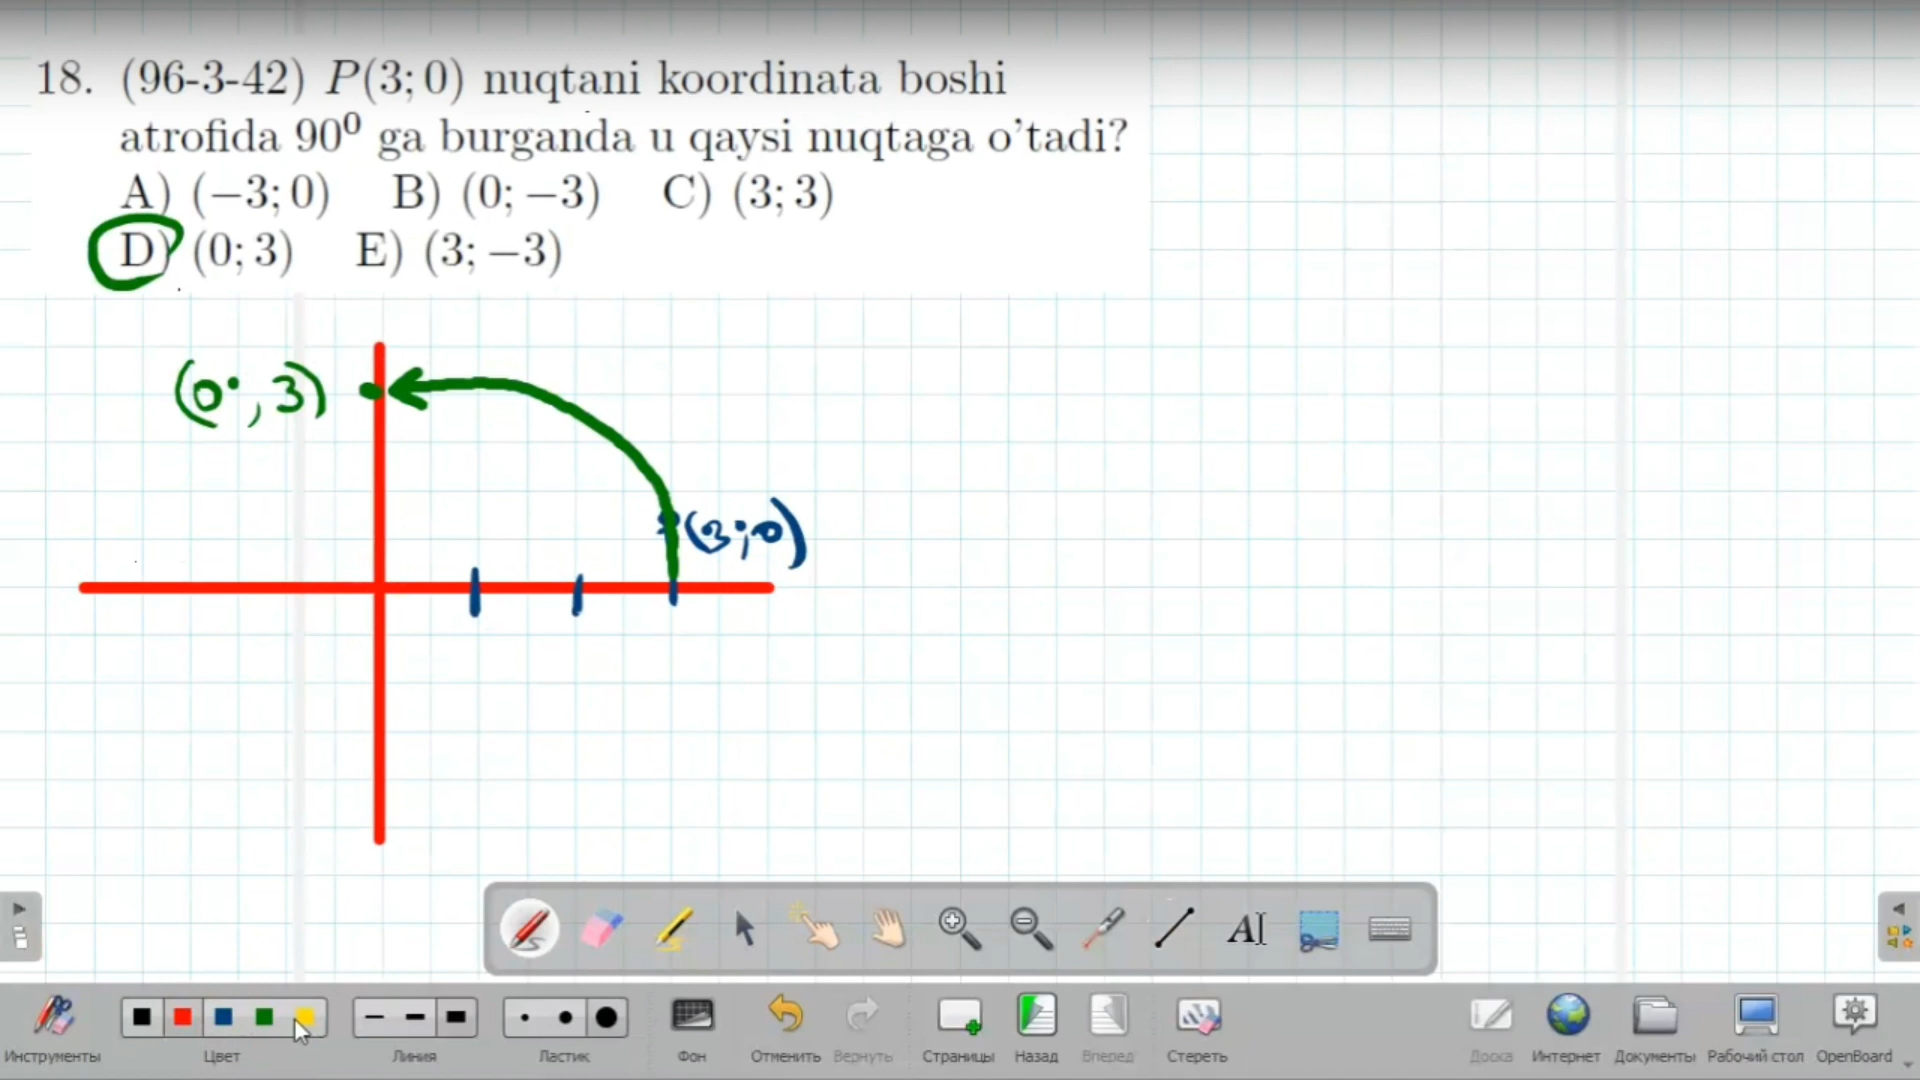 18. (96-3-42) P(3; 0) nuqtani koordinata boshi
atrofida 90⁰ ga burganda u qaysi nuqtaga o'tadi?
A) (−3; 0) B) (0; −3) C) (3; 3)
D) (0; 3) E) (3; −3)
(0; 3)
(3; 0)
Инструменты Цвет Линия Ластик Фон Отменить Вернуть Страницы Назад Вперед Стереть Доска Интернет Документы Рабочий стол OpenBoard